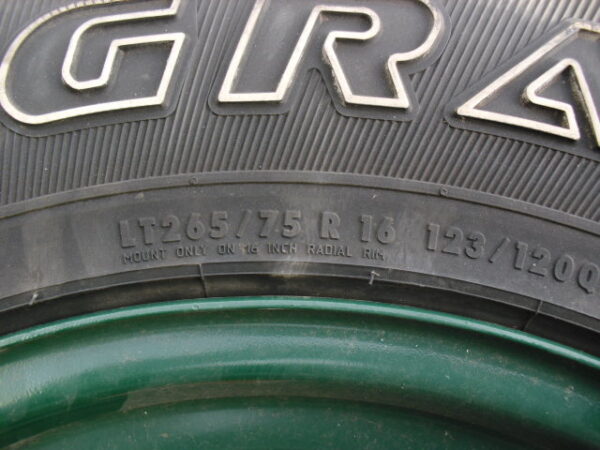 GRA
LT265/75 R 16 123/120Q
MOUNT ONLY ON 16 INCH RADIAL RIM